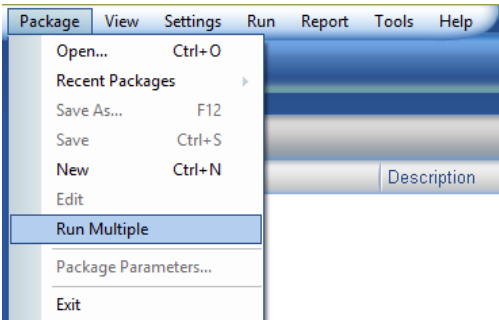 Package View Settings Run Report Tools Help
Open... Ctrl+O
Recent Packages
Save As... F12
Save Ctrl+S
New Ctrl+N
Description
Edit
Run Multiple
Package Parameters...
Exit